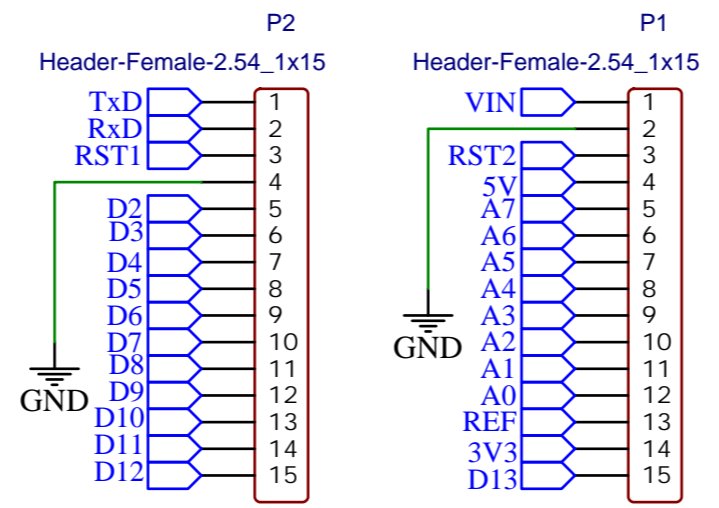 P2
Header-Female-2.54_1x15
TxD 1
RxD 2
RST1 3
4
D2 5
D3 6
D4 7
D5 8
D6 9
D7 10
D8 11
D9 12
D10 13
D11 14
D12 15
GND
P1
Header-Female-2.54_1x15
VIN 1
2
RST2 3
5V 4
A7 5
A6 6
A5 7
A4 8
A3 9
A2 10
A1 11
A0 12
REF 13
3V3 14
D13 15
GND